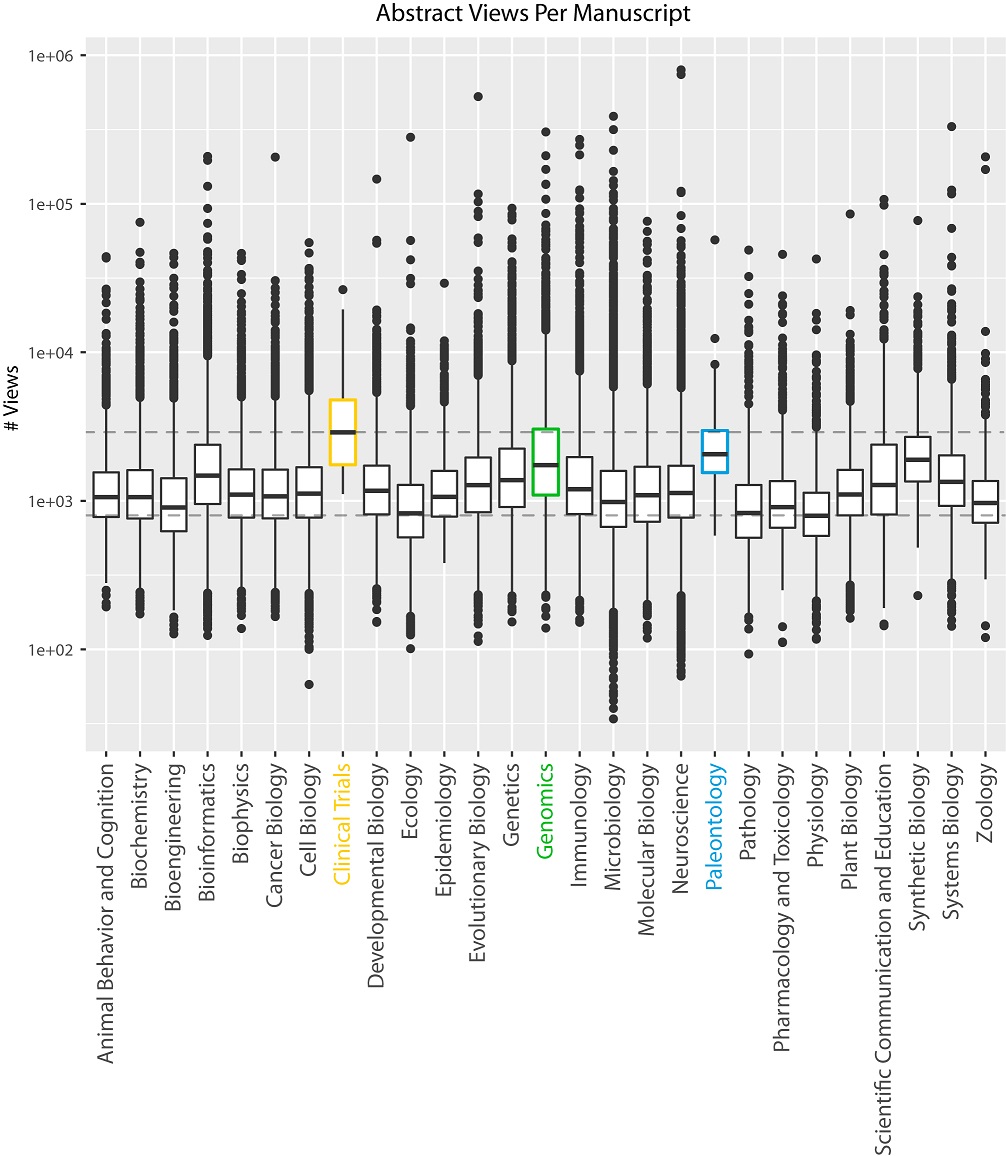 Abstract Views Per Manuscript
# Views
1e+06
1e+05
1e+04
1e+03
1e+02
Animal Behavior and Cognition
Biochemistry
Bioengineering
Bioinformatics
Biophysics
Cancer Biology
Cell Biology
Clinical Trials
Developmental Biology
Ecology
Epidemiology
Evolutionary Biology
Genetics
Genomics
Immunology
Microbiology
Molecular Biology
Neuroscience
Paleontology
Pathology
Pharmacology and Toxicology
Physiology
Plant Biology
Scientific Communication and Education
Synthetic Biology
Systems Biology
Zoology